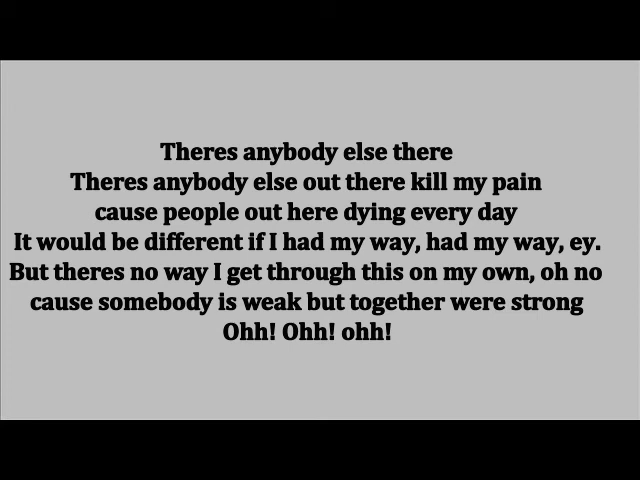 Theres anybody else there
Theres anybody else out there kill my pain
cause people out here dying every day
It would be different if I had my way, had my way, ey.
But theres no way I get through this on my own, oh no
cause somebody is weak but together were strong
Ohh! Ohh! ohh!